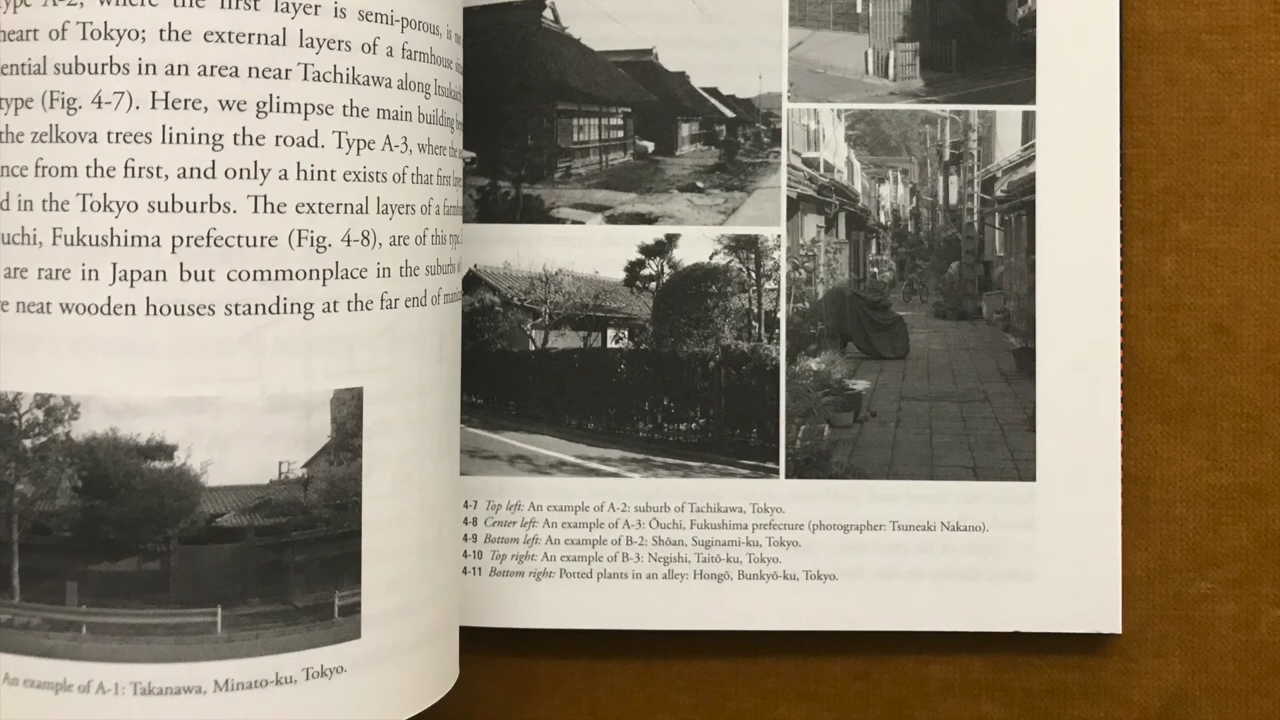 ype A-2, where the first layer is semi-porous, is
heart of Tokyo; the external layers of a farmhouse
ential suburbs in an area near Tachikawa along Itsukaichi
type (Fig. 4-7). Here, we glimpse the main building
the zelkova trees lining the road. Type A-3, where the
nce from the first, and only a hint exists of that first layer
d in the Tokyo suburbs. The external layers of a farmh
uchi, Fukushima prefecture (Fig. 4-8), are of this type.
are rare in Japan but commonplace in the suburbs of
e neat wooden houses standing at the far end of
An example of A-1: Takanawa, Minato-ku, Tokyo.
4-7 Top left: An example of A-2: suburb of Tachikawa, Tokyo.
4-8 Center left: An example of A-3: Ōuchi, Fukushima prefecture (photographer: Tsuneaki Nakano).
4-9 Bottom left: An example of B-2: Shōan, Suginami-ku, Tokyo.
4-10 Top right: An example of B-3: Negishi, Taitō-ku, Tokyo.
4-11 Bottom right: Potted plants in an alley: Hongō, Bunkyō-ku, Tokyo.